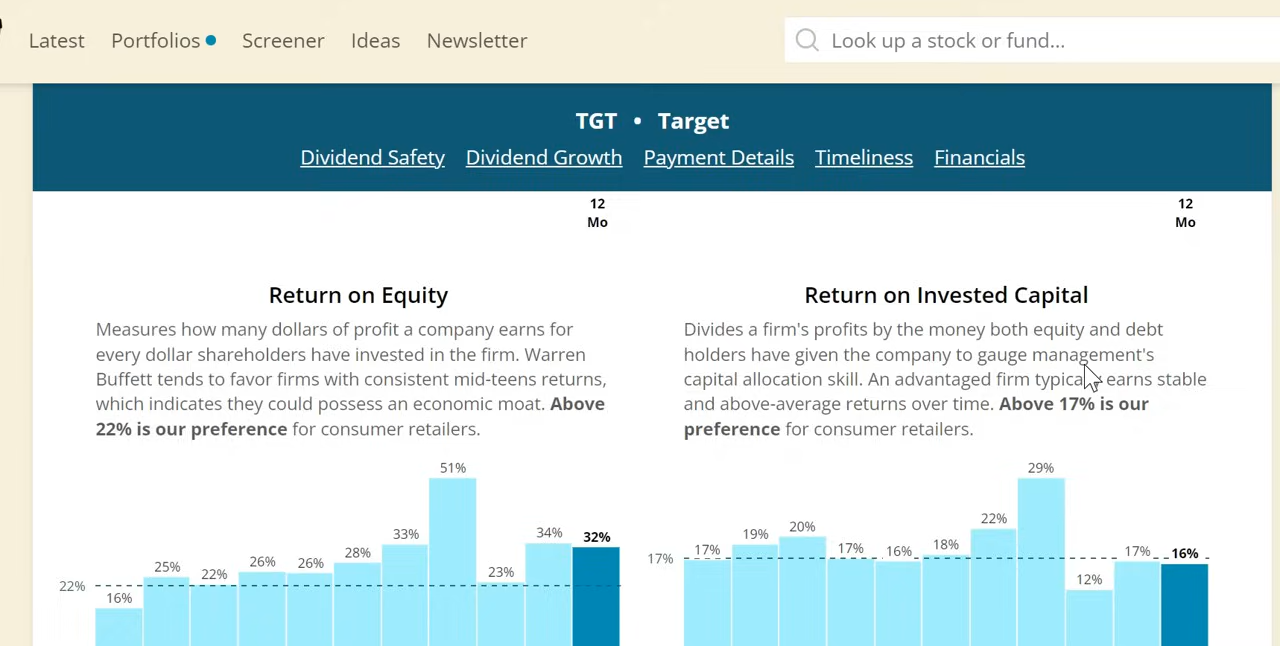 Latest Portfolios Screener Ideas Newsletter Look up a stock or fund...
TGT • Target
Dividend Safety Dividend Growth Payment Details Timeliness Financials
12
Mo
12
Mo
Return on Equity
Measures how many dollars of profit a company earns for
every dollar shareholders have invested in the firm. Warren
Buffett tends to favor firms with consistent mid-teens returns,
which indicates they could possess an economic moat. Above
22% is our preference for consumer retailers.
51%
34%
32%
33%
28%
26%
26%
25%
22%
23%
22%
16%
Return on Invested Capital
Divides a firm's profits by the money both equity and debt
holders have given the company to gauge management's
capital allocation skill. An advantaged firm earns stable
and above-average returns over time. Above 17% is our
preference for consumer retailers.
29%
22%
20%
19%
18%
17%
17%
16%
17%
16%
17%
12%